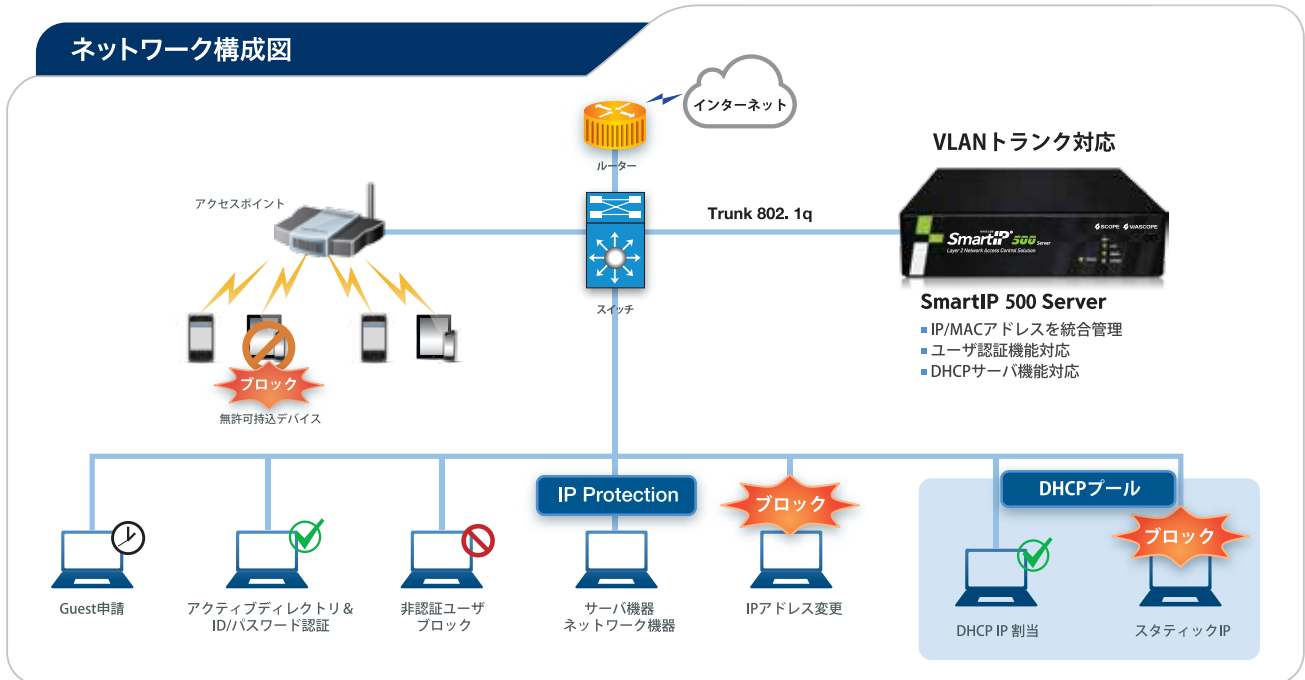 ネットワーク構成図
インターネット
ルーター
VLANトランク対応
アクセスポイント
Trunk 802. 1q
SmartIP 500 Server
Layer 2 Network Access Control Solution
SCOPE WASCOPE
スイッチ
SmartIP 500 Server
IP/MACアドレスを統合管理
ユーザ認証機能対応
DHCPサーバ機能対応
ブロック
無許可持込デバイス
IP Protection
ブロック
DHCPプール
ブロック
Guest申請
アクティブディレクトリ&
ID/パスワード認証
非認証ユーザ
ブロック
サーバ機器
ネットワーク機器
IPアドレス変更
DHCP IP 割当
スタティックIP